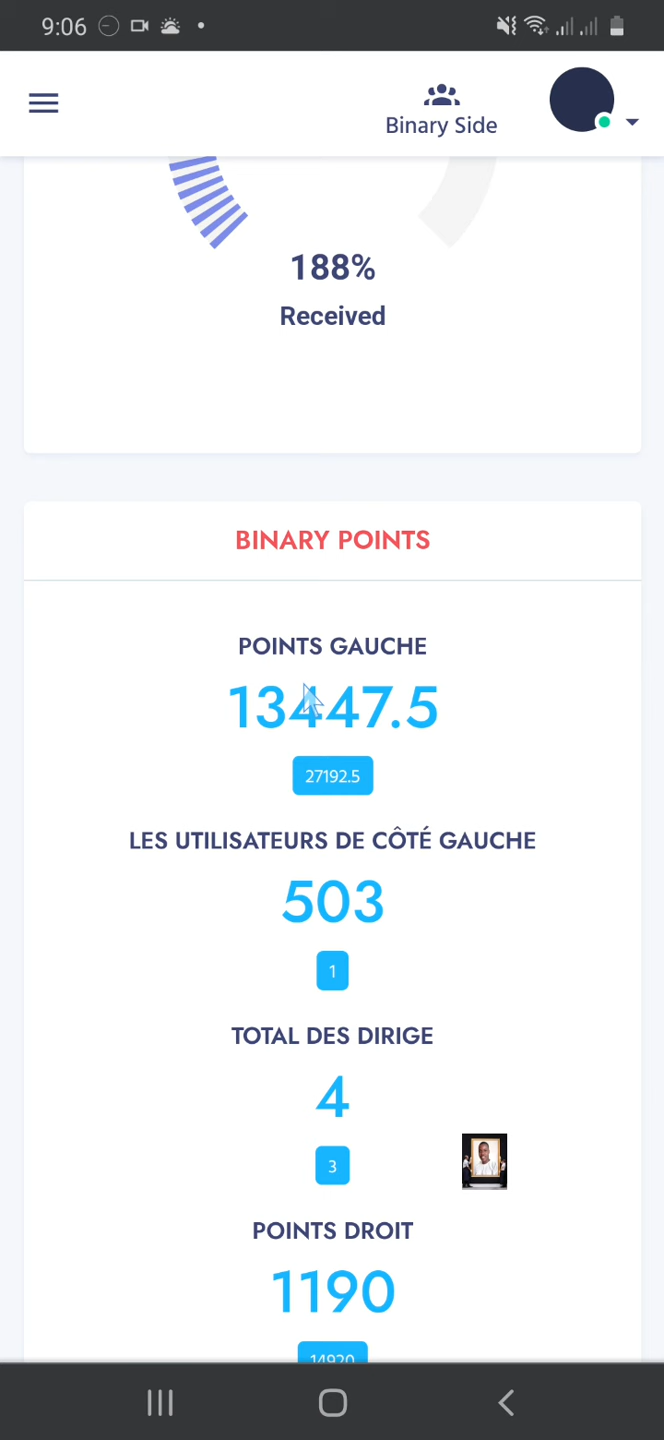 9:06
Binary Side
188%
Received
BINARY POINTS
POINTS GAUCHE
13447.5
27192.5
LES UTILISATEURS DE CÔTÉ GAUCHE
503
1
TOTAL DES DIRIGE
4
3
POINTS DROIT
1190
14920